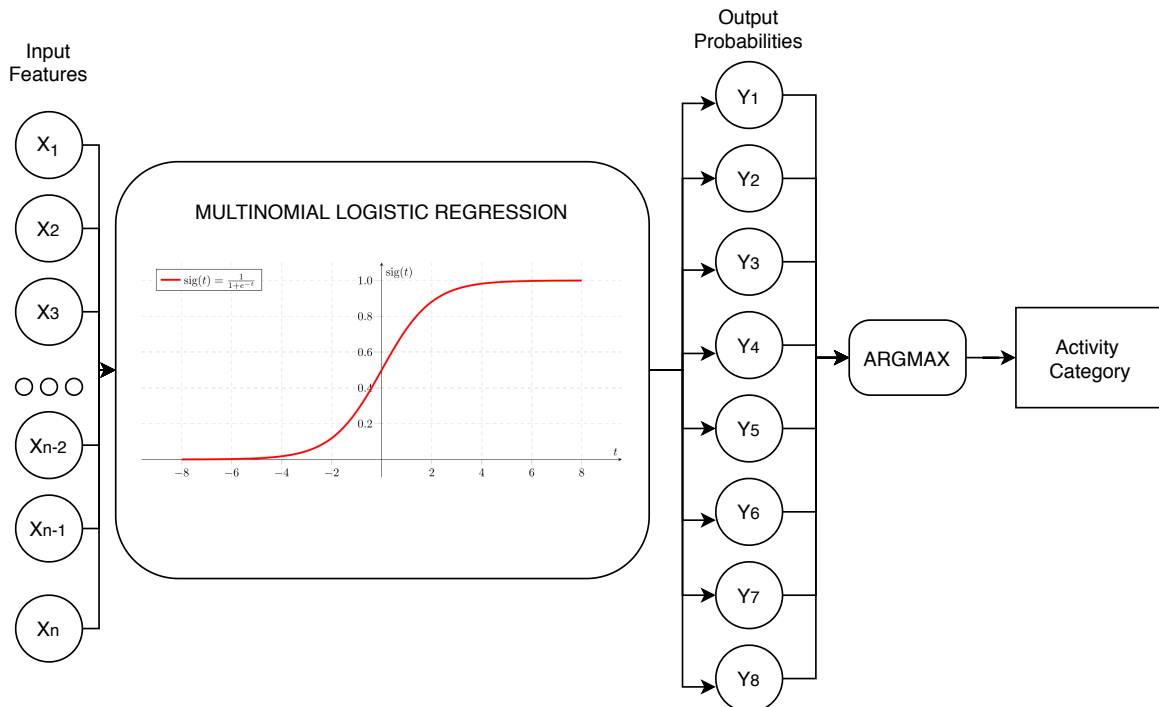 Input
Features
X1
X2
X3
Xn-2
Xn-1
Xn
MULTINOMIAL LOGISTIC REGRESSION
sig(t) = 1/(1+e^-t)
sig(t)
1.0
0.8
0.6
0.4
0.2
t
−8 −6 −4 −2 2 4 6 8
Output
Probabilities
Y1
Y2
Y3
Y4
Y5
Y6
Y7
Y8
ARGMAX
Activity
Category